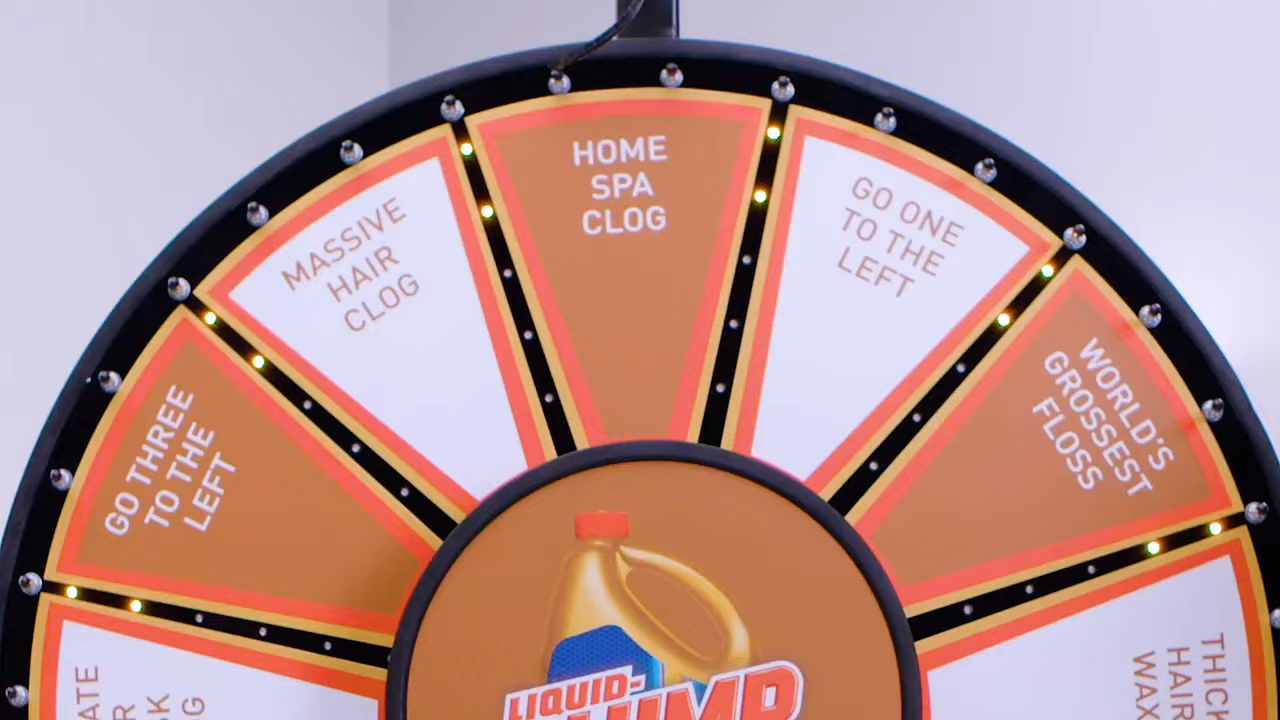 HOME
SPA
CLOG
MASSIVE
HAIR
CLOG
GO ONE
TO THE
LEFT
GO THREE
TO THE
LEFT
WORLD'S
GROSSEST
FLOSS
HAIR
WAX
LIQUID-